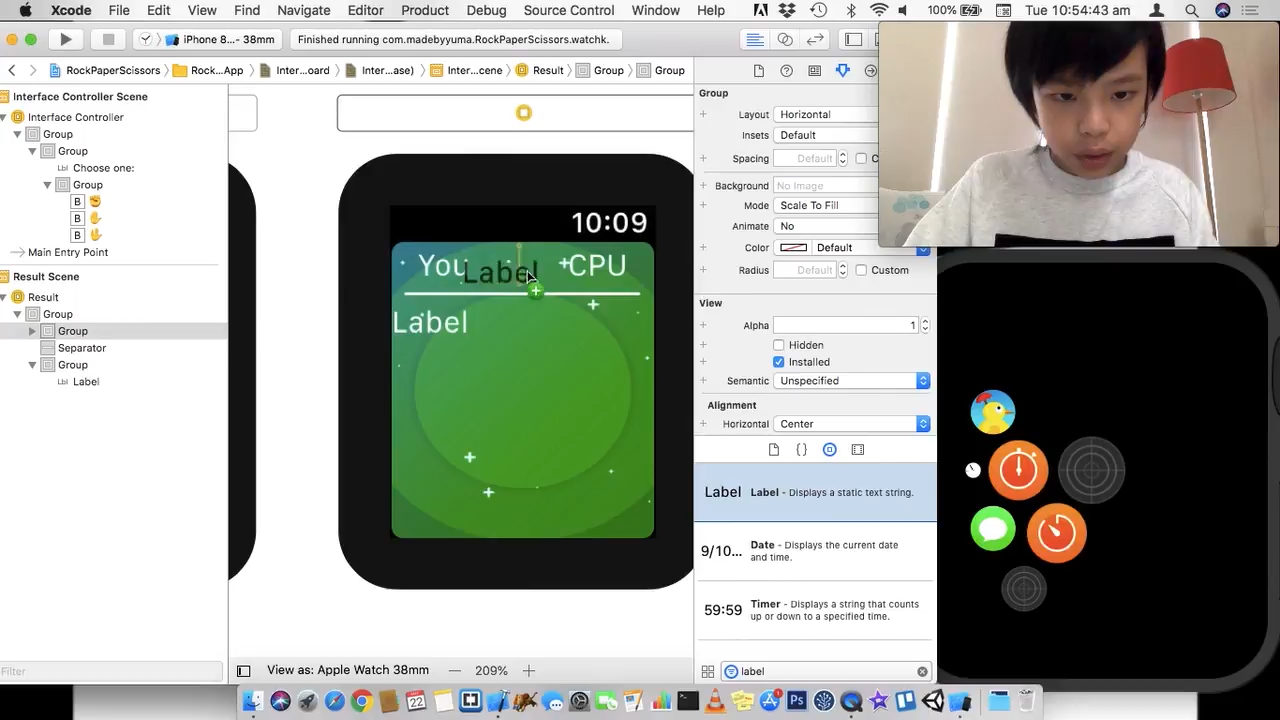 Xcode File Edit View Find Navigate Editor Product Debug Source Control Window Help 100% Tue 10:54:43 am
iPhone 8...- 38mm Finished running com.madebyyuma.RockPaperScissors.watchk.
RockPaperScissors Rock...App Inter...oard Inter...ase) Inter...cene Result Group Group
Interface Controller Scene
Interface Controller
Group
Group
Choose one:
Group
B ✊
B ✋
B ✌
Main Entry Point
Result Scene
Result
Group
Group
Separator
Group
Label
Filter
10:09
You Label CPU
Label
View as: Apple Watch 38mm — 209% +
Group
Layout Horizontal
Insets Default
Spacing Default
Background No Image
Mode Scale To Fill
Animate No
Color Default
Radius Default Custom
View
Alpha 1
Hidden
Installed
Semantic Unspecified
Alignment
Horizontal Center
Label Label - Displays a static text string.
9/10... Date - Displays the current date
and time.
59:59 Timer - Displays a string that counts
up or down to a specified time.
label
22